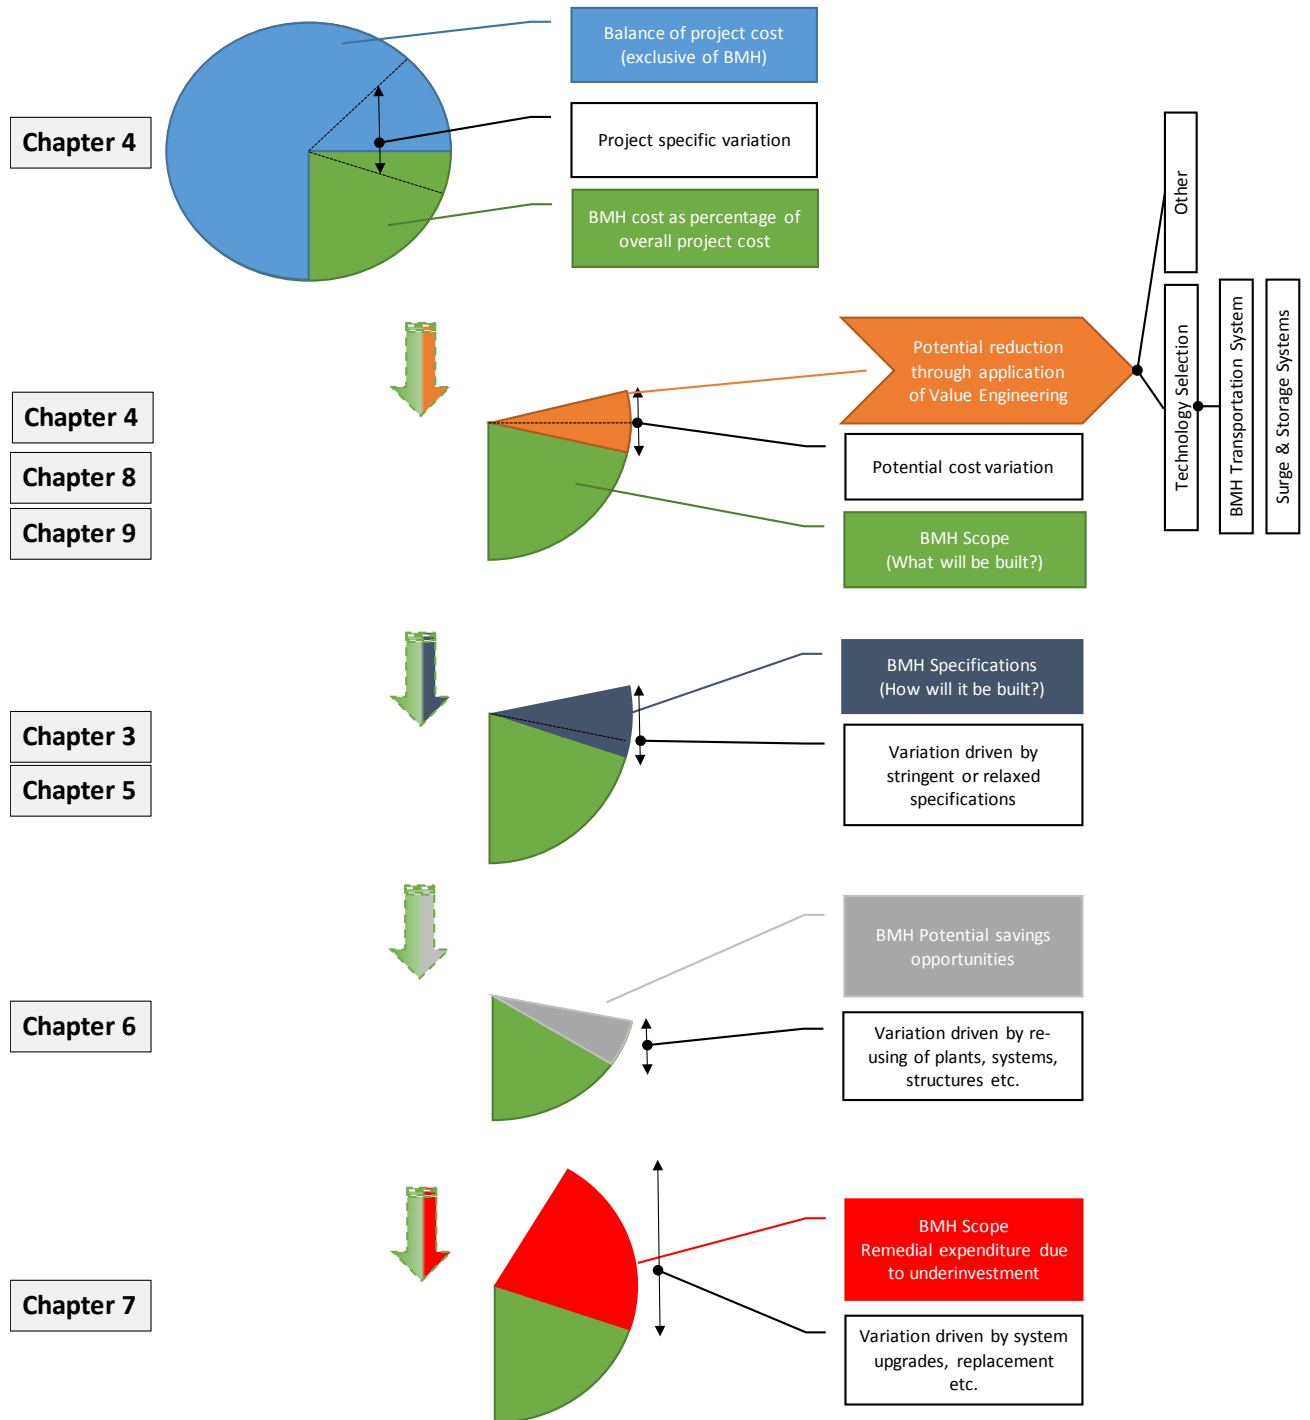 Balance of project cost
(exclusive of BMH)
Chapter 4
Project specific variation
BMH cost as percentage of
overall project cost
Other
Technology Selection
BMH Transportation System
Surge & Storage Systems
Potential reduction
through application
of Value Engineering
Chapter 4
Chapter 8
Chapter 9
Potential cost variation
BMH Scope
(What will be built?)
BMH Specifications
(How will it be built?)
Chapter 3
Chapter 5
Variation driven by
stringent or relaxed
specifications
BMH Potential savings
opportunities
Chapter 6
Variation driven by re-
using of plants, systems,
structures etc.
BMH Scope
Remedial expenditure due
to underinvestment
Chapter 7
Variation driven by system
upgrades, replacement
etc.